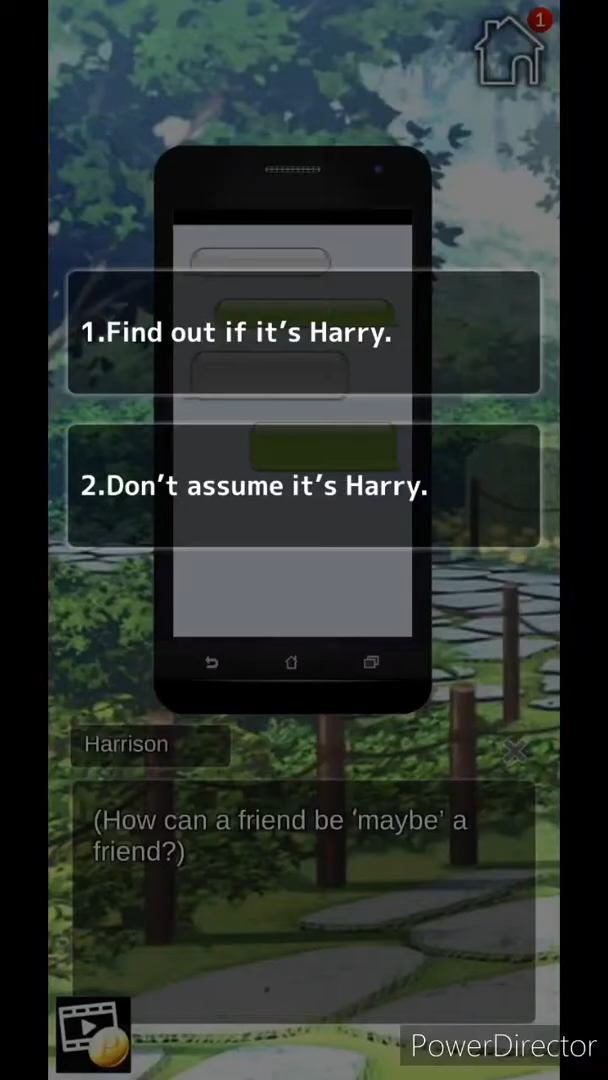 1
1.Find out if it’s Harry.
2.Don’t assume it’s Harry.
Harrison
(How can a friend be ‘maybe’ a
friend?)
P
PowerDirector